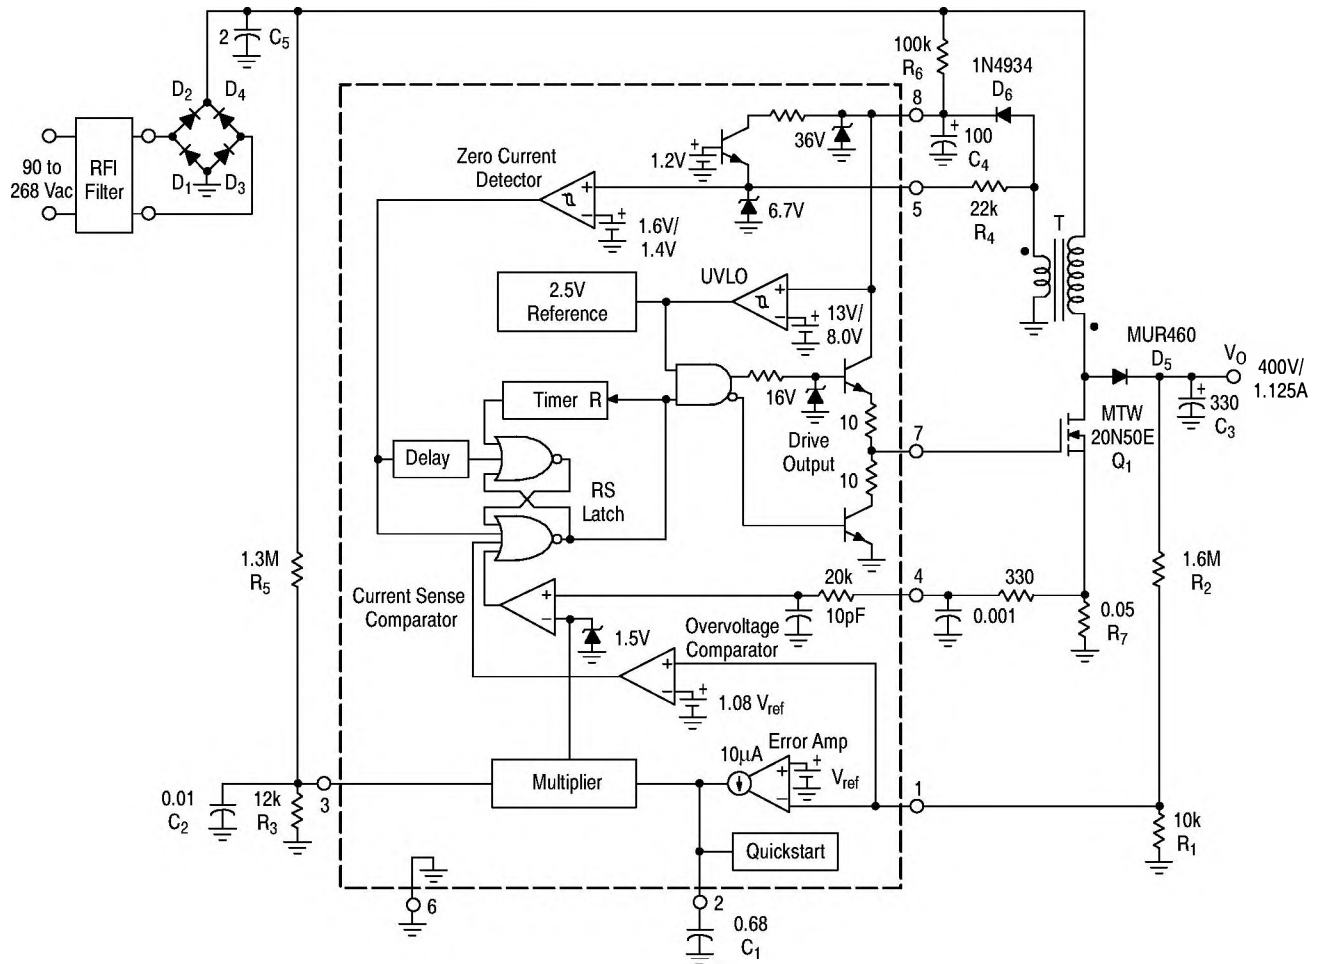 2
C5
100k
R6
1N4934
D6
8
D2
D4
90 to
268 Vac
RFI
Filter
D1
D3
36V
1.2V
+
100
C4
+
Zero Current
Detector
+
−
1.6V/
1.4V
+
6.7V
5
22k
R4
T
2.5V
Reference
UVLO
+
−
13V/
8.0V
+
MUR460
D5
VO
400V/
1.125A
330
C3
+
MTW
20N50E
Q1
Timer
R
16V
10
Drive
Output
10
7
Delay
RS
Latch
1.3M
R5
Current Sense
Comparator
+
−
1.5V
20k
10pF
4
330
0.001
0.05
R7
1.6M
R2
Overvoltage
Comparator
+
−
1.08 Vref
+
Multiplier
10μA
Error Amp
+
−
Vref
+
1
10k
R1
0.01
C2
12k
R3
3
Quickstart
6
2
0.68
C1